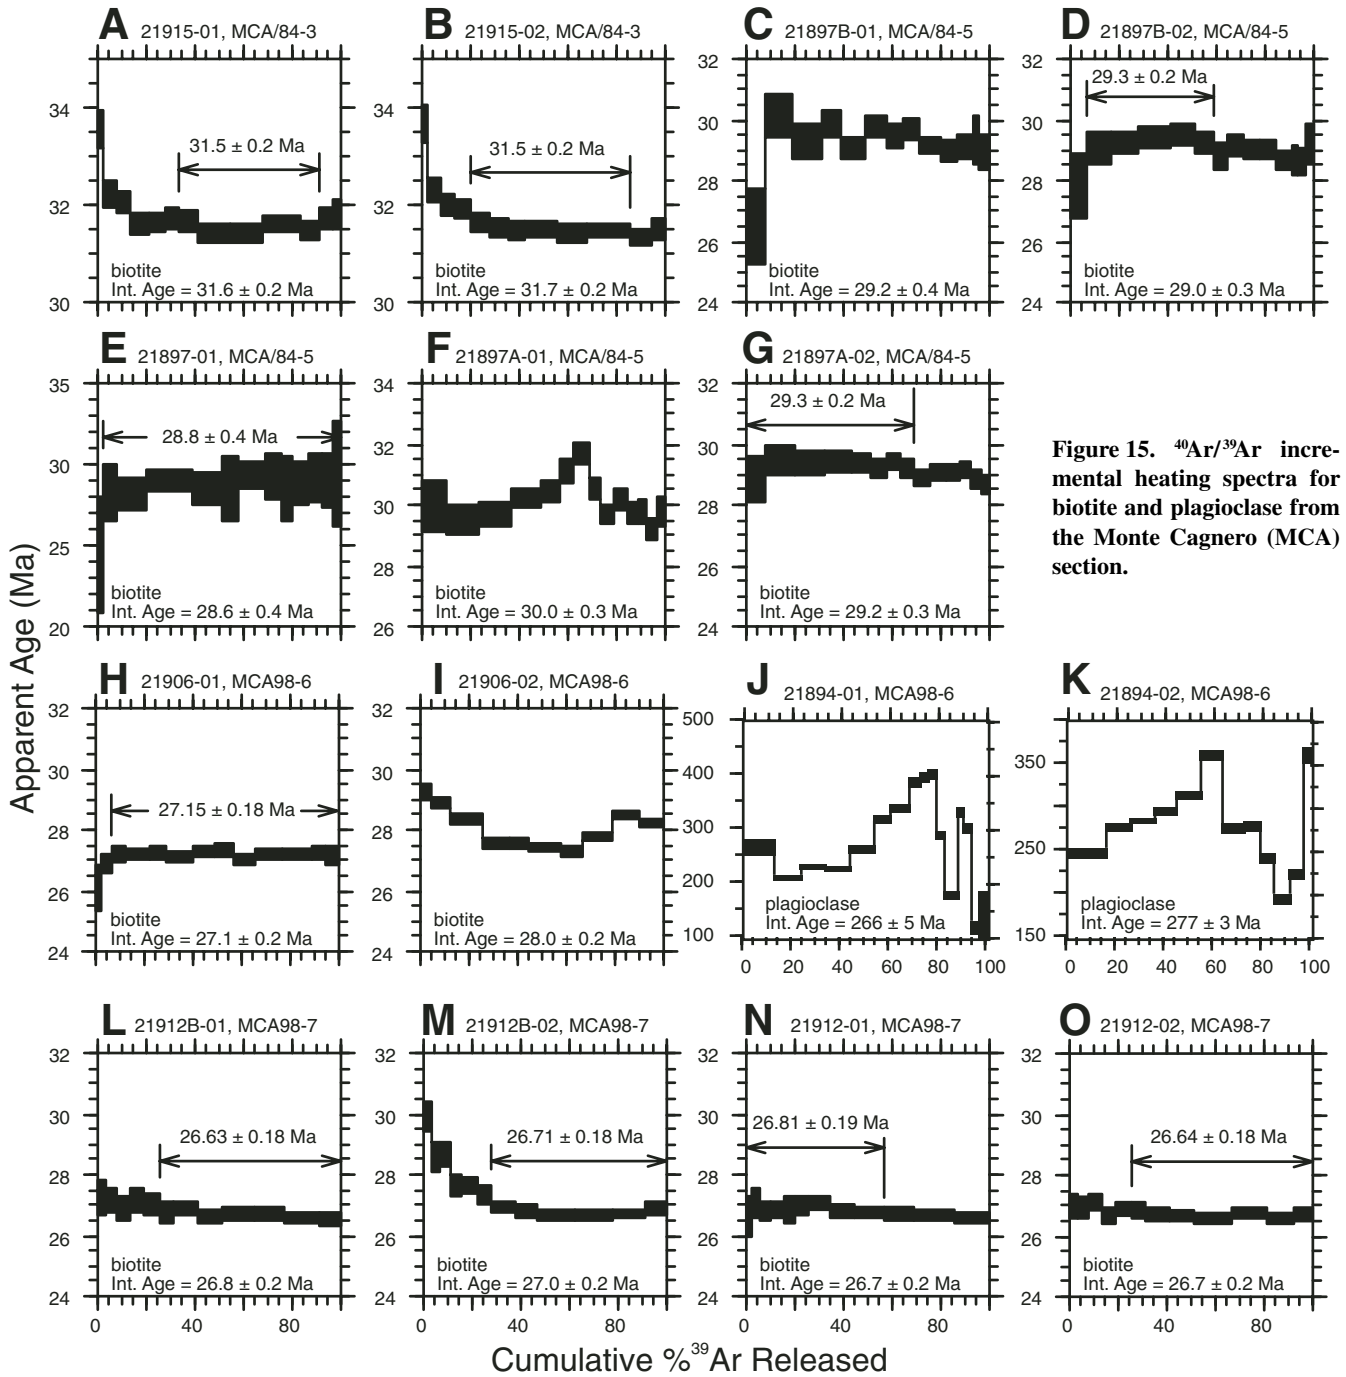 A 21915-01, MCA/84-3
B 21915-02, MCA/84-3
C 21897B-01, MCA/84-5
D 21897B-02, MCA/84-5
34
32
30
31.5 ± 0.2 Ma
biotite
Int. Age = 31.6 ± 0.2 Ma
34
32
30
31.5 ± 0.2 Ma
biotite
Int. Age = 31.7 ± 0.2 Ma
32
30
28
26
24
biotite
Int. Age = 29.2 ± 0.4 Ma
32
30
28
26
24
29.3 ± 0.2 Ma
biotite
Int. Age = 29.0 ± 0.3 Ma
E 21897-01, MCA/84-5
F 21897A-01, MCA/84-5
G 21897A-02, MCA/84-5
35
30
25
20
28.8 ± 0.4 Ma
biotite
Int. Age = 28.6 ± 0.4 Ma
34
32
30
28
26
biotite
Int. Age = 30.0 ± 0.3 Ma
32
30
28
26
24
29.3 ± 0.2 Ma
biotite
Int. Age = 29.2 ± 0.3 Ma
Figure 15. ⁴⁰Ar/³⁹Ar incre-
mental heating spectra for
biotite and plagioclase from
the Monte Cagnero (MCA)
section.
Apparent Age (Ma)
H 21906-01, MCA98-6
I 21906-02, MCA98-6
J 21894-01, MCA98-6
K 21894-02, MCA98-6
32
30
28
26
24
27.15 ± 0.18 Ma
biotite
Int. Age = 27.1 ± 0.2 Ma
32
30
28
26
24
biotite
Int. Age = 28.0 ± 0.2 Ma
500
400
300
200
100
plagioclase
Int. Age = 266 ± 5 Ma
0 20 40 60 80 100
350
250
150
plagioclase
Int. Age = 277 ± 3 Ma
0 20 40 60 80 100
L 21912B-01, MCA98-7
M 21912B-02, MCA98-7
N 21912-01, MCA98-7
O 21912-02, MCA98-7
32
30
28
26
24
26.63 ± 0.18 Ma
biotite
Int. Age = 26.8 ± 0.2 Ma
0 40 80
32
30
28
26
24
26.71 ± 0.18 Ma
biotite
Int. Age = 27.0 ± 0.2 Ma
0 40 80
32
30
28
26
24
26.81 ± 0.19 Ma
biotite
Int. Age = 26.7 ± 0.2 Ma
0 40 80
32
30
28
26
24
26.64 ± 0.18 Ma
biotite
Int. Age = 26.7 ± 0.2 Ma
0 40 80
Cumulative %³⁹Ar Released